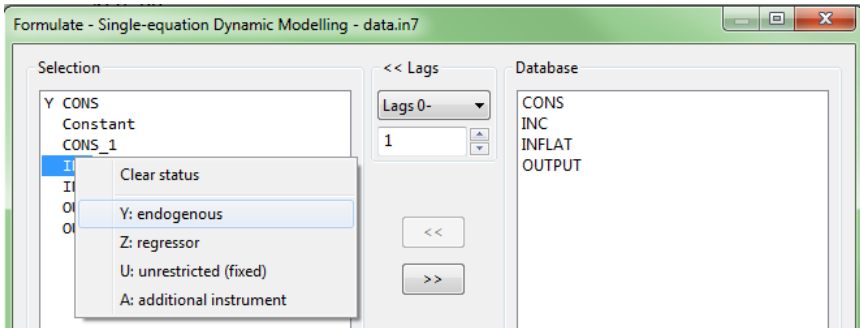 Formulate - Single-equation Dynamic Modelling - data.in7
Selection
Y CONS
Constant
CONS_1
Clear status
Y: endogenous
Z: regressor
U: unrestricted (fixed)
A: additional instrument
<< Lags
Lags 0-
1
<<
>>
Database
CONS
INC
INFLAT
OUTPUT